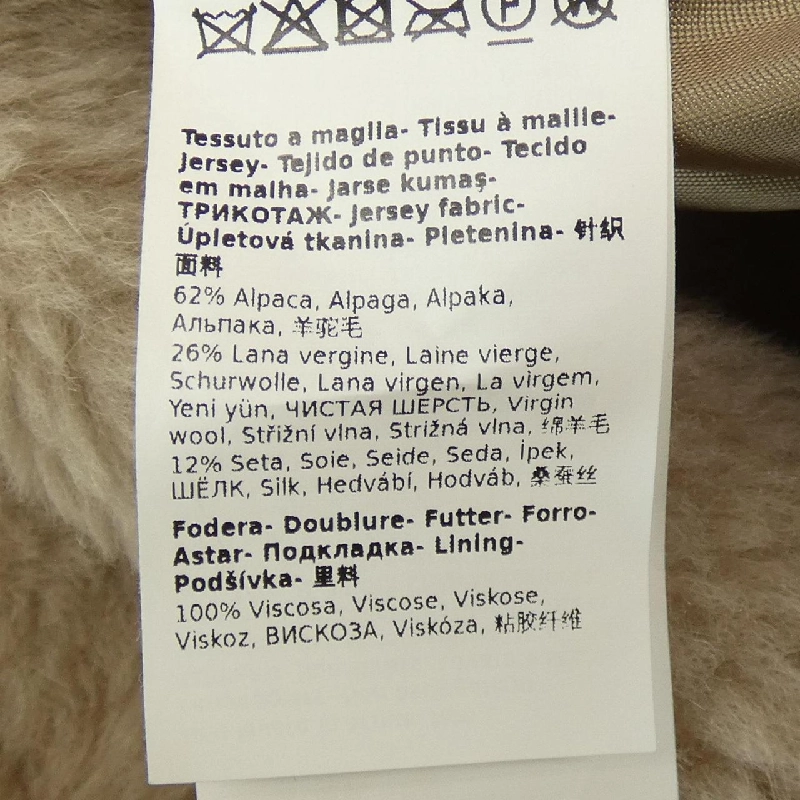 Tessuto a maglia- Tissu à maille-
Jersey- Tejido de punto- Tecido
em malha- Jarse kumaş-
ТРИКОТАЖ- Jersey fabric-
Úpletová tkanina- Pletenina- 针织
面料
62% Alpaca, Alpaga, Alpaka,
Альпака, 羊驼毛
26% Lana vergine, Laine vierge,
Schurwolle, Lana virgen, La virgem,
Yeni yün, ЧИСТАЯ ШЕРСТЬ, Virgin
wool, Střižní vlna, Strižná vlna, 绵羊毛
12% Seta, Soie, Seide, Seda, İpek,
ШЁЛК, Silk, Hedvábí, Hodváb, 桑蚕丝
Fodera- Doublure- Futter- Forro-
Astar- Подкладка- Lining-
Podšívka- 里料
100% Viscosa, Viscose, Viskose,
Viskoz, ВИСКОЗА, Viskóza, 粘胶纤维